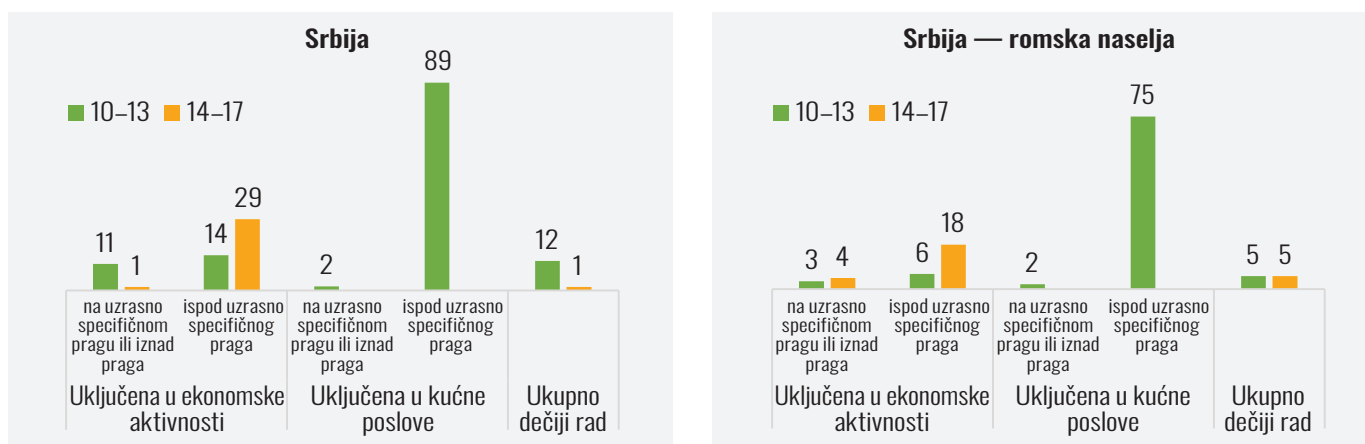 Srbija
10–13 14–17
11
1
14
29
2
89
12
1
na uzrasno
specifičnom
pragu ili iznad
praga
ispod uzrasno
specifičnog
praga
na uzrasno
specifičnom
pragu ili iznad
praga
ispod uzrasno
specifičnog
praga
Uključena u ekonomske
aktivnosti
Uključena u kućne
poslove
Ukupno
dečiji rad
Srbija — romska naselja
10–13 14–17
3
4
6
18
2
75
5
5
na uzrasno
specifičnom
pragu ili iznad
praga
ispod uzrasno
specifičnog
praga
na uzrasno
specifičnom
pragu ili iznad
praga
ispod uzrasno
specifičnog
praga
Uključena u ekonomske
aktivnosti
Uključena u kućne
poslove
Ukupno
dečiji rad